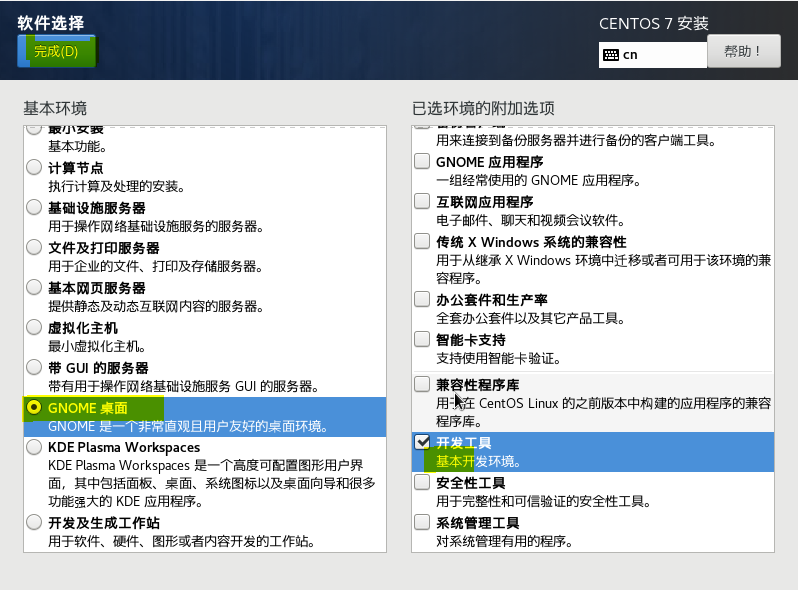 软件选择
完成(D)
CENTOS 7 安装
cn
帮助！
基本环境
最小安装
基本功能。
计算节点
执行计算及处理的安装。
基础设施服务器
用于操作网络基础设施服务的服务器。
文件及打印服务器
用于企业的文件、打印及存储服务器。
基本网页服务器
提供静态及动态互联网内容的服务器。
虚拟化主机
最小虚拟化主机。
带 GUI 的服务器
带有用于操作网络基础设施服务 GUI 的服务器。
GNOME 桌面
GNOME 是一个非常直观且用户友好的桌面环境。
KDE Plasma Workspaces
KDE Plasma Workspaces 是一个高度可配置图形用户界
面，其中包括面板、桌面、系统图标以及桌面向导和很多
功能强大的 KDE 应用程序。
开发及生成工作站
用于软件、硬件、图形或者内容开发的工作站。
已选环境的附加选项
备份客户端
用来连接到备份服务器并进行备份的客户端工具。
GNOME 应用程序
一组经常使用的 GNOME 应用程序。
互联网应用程序
电子邮件、聊天和视频会议软件。
传统 X Windows 系统的兼容性
用于从继承 X Windows 环境中迁移或者可用于该环境的兼
容程序。
办公套件和生产率
全套办公套件以及其它产品工具。
智能卡支持
支持使用智能卡验证。
兼容性程序库
用于在 CentOS Linux 的之前版本中构建的应用程序的兼容
程序库。
开发工具
基本开发环境。
安全性工具
用于完整性和可信验证的安全性工具。
系统管理工具
对系统管理有用的程序。